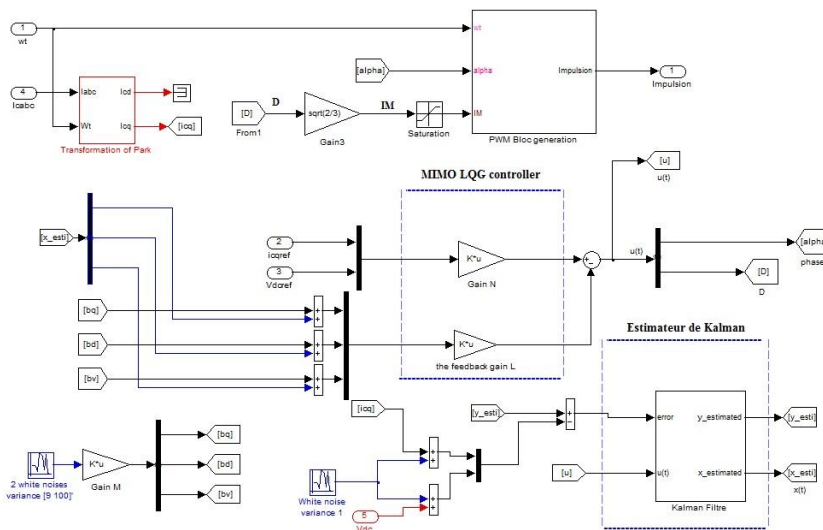 1
wt
4
Icabc
Iabc
Wt
Icd
Icq
[icq]
Transformation of Park
[alpha]
[D]
From1
D
sqrt(2/3)
Gain3
IM
Saturation
wt
alpha
IM
Impulsion
PWM Bloc generation
1
Impulsion
MIMO LQG controller
[x_esti]
2
icqref
3
Vdcref
K*u
Gain N
K*u
the feedback gain L
[bq]
[bd]
[bv]
[u]
u(t)
u(t)
[alpha]
phase
[D]
D
Estimateur de Kalman
[icq]
[y_esti]
error
u(t)
y_estimated
x_estimated
Kalman Filtre
[y_esti]
[x_esti]
x(t)
[u]
2 white noises
variance [9 100]'
K*u
Gain M
[bq]
[bd]
[bv]
White noise
variance 1
5
Vdc